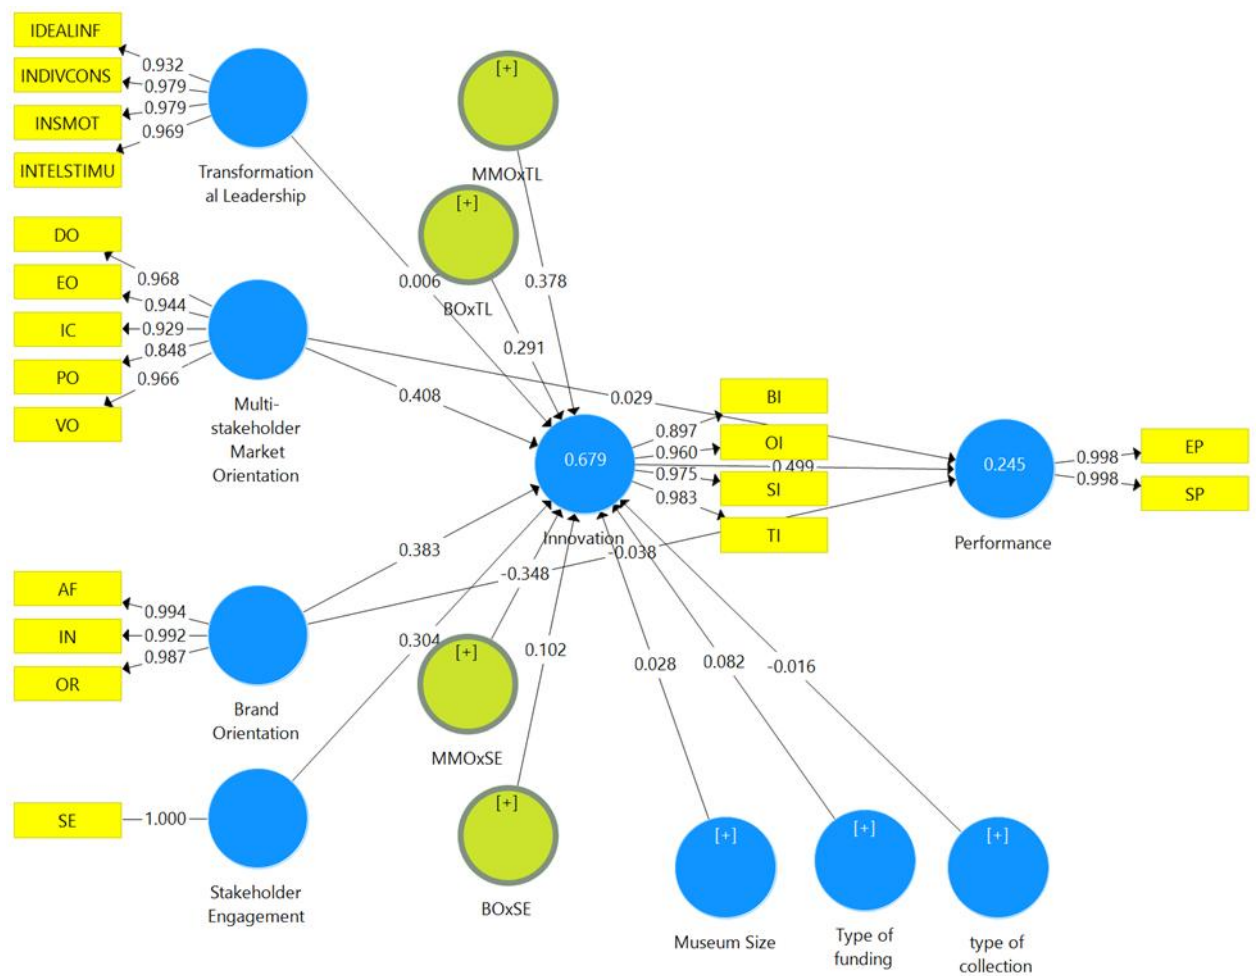 IDEALINF
INDIVCONS
INSMOT
INTELSTIMU
0.932
0.979
0.979
0.969
Transformation
al Leadership
[+]
MMOxTL
[+]
BOxTL
DO
EO
IC
PO
VO
0.968
0.944
0.929
0.848
0.966
Multi-
stakeholder
Market
Orientation
0.006
0.378
0.291
0.408
0.029
0.679
Innovation
0.897
0.960
0.975
0.983
BI
OI
SI
TI
0.499
0.245
Performance
0.998
0.998
EP
SP
AF
IN
OR
0.994
0.992
0.987
Brand
Orientation
0.383
-0.038
-0.348
0.304
0.102
0.028
0.082
-0.016
[+]
MMOxSE
SE
1.000
Stakeholder
Engagement
[+]
BOxSE
[+]
Museum Size
[+]
Type of
funding
[+]
type of
collection